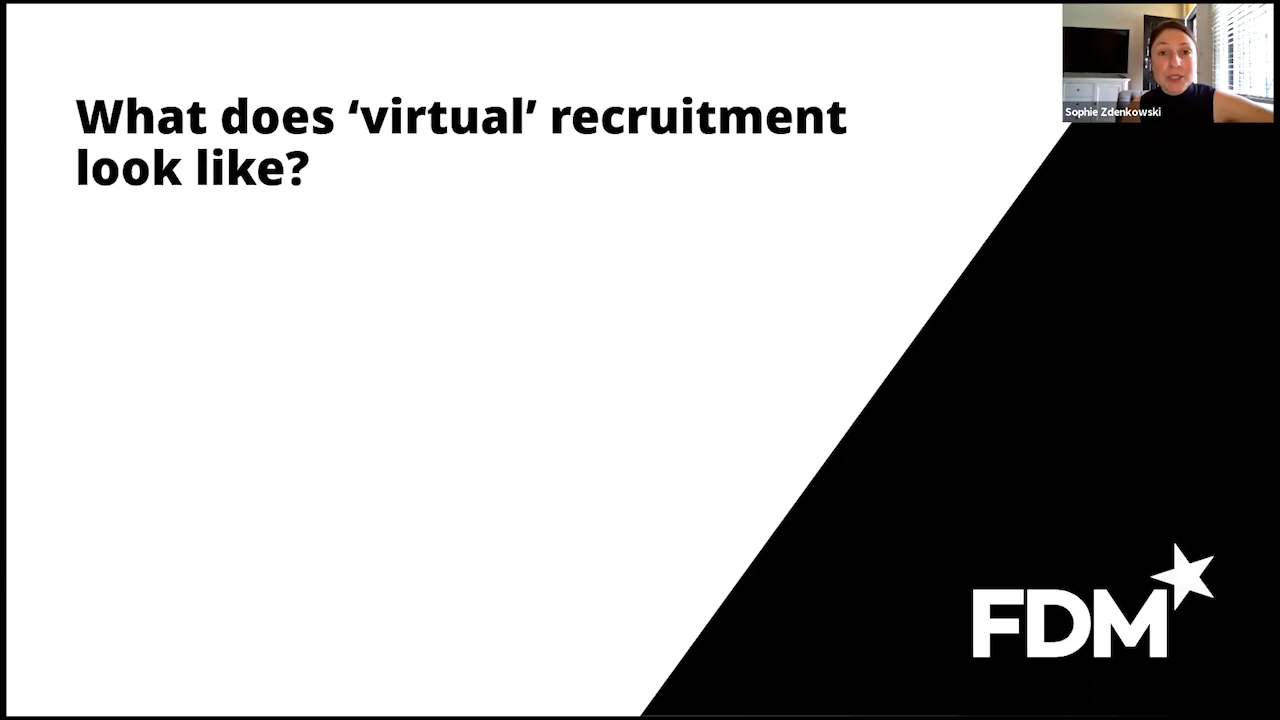 What does ‘virtual’ recruitment
look like?
Sophie Zdenkowski
FDM